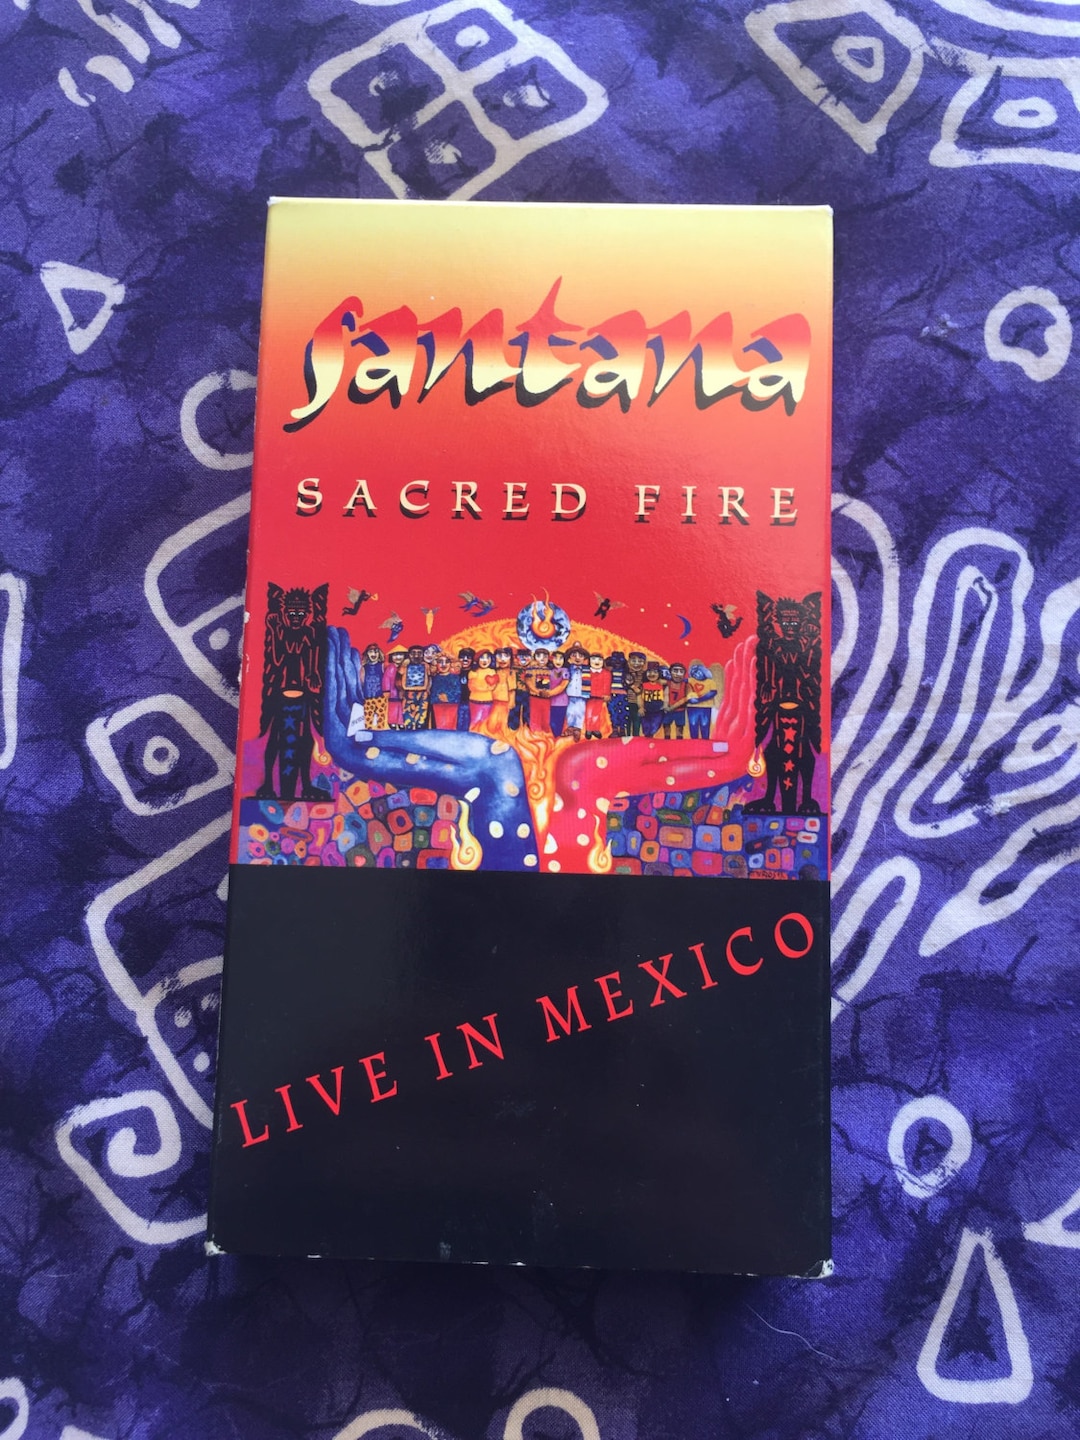 Santana
SACRED FIRE
LIVE IN MEXICO